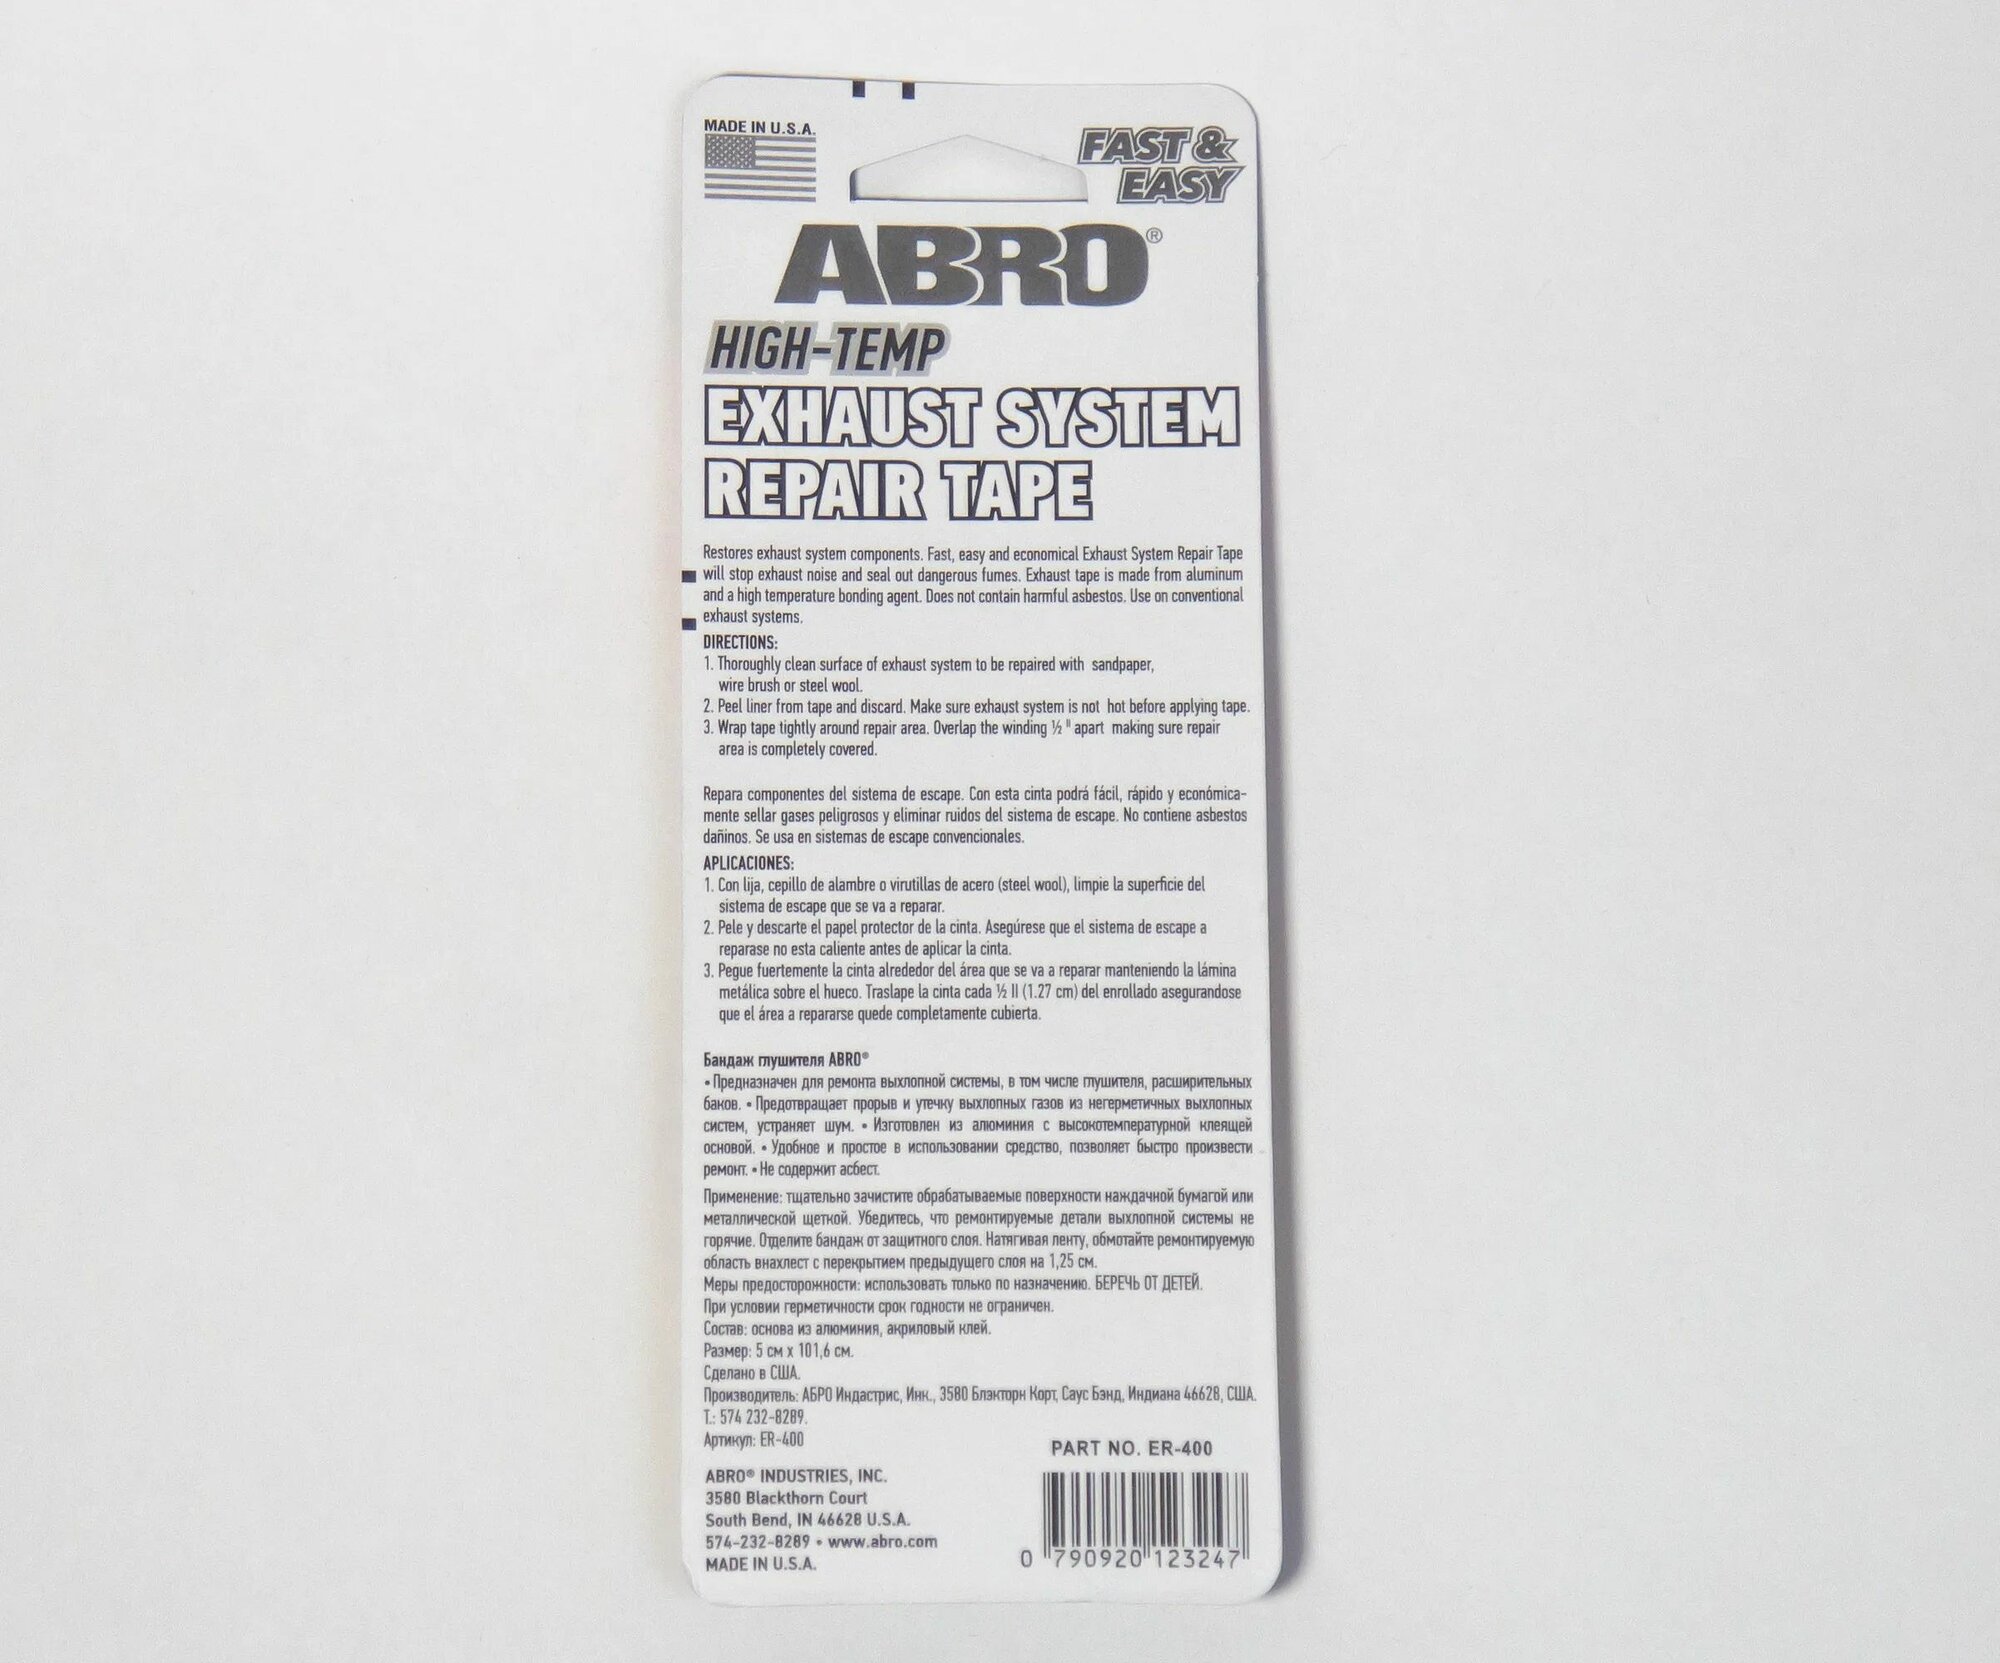 MADE IN U.S.A.
FAST &
EASY
ABRO®
HIGH-TEMP
EXHAUST SYSTEM
REPAIR TAPE
Restores exhaust system components. Fast, easy and economical Exhaust System Repair Tape
will stop exhaust noise and seal out dangerous fumes. Exhaust tape is made from aluminum
and a high temperature bonding agent. Does not contain harmful asbestos. Use on conventional
exhaust systems.
DIRECTIONS:
1. Thoroughly clean surface of exhaust system to be repaired with sandpaper,
wire brush or steel wool.
2. Peel liner from tape and discard. Make sure exhaust system is not hot before applying tape.
3. Wrap tape tightly around repair area. Overlap the winding ½ " apart making sure repair
area is completely covered.
Repara componentes del sistema de escape. Con esta cinta podrá fácil, rápido y económica-
mente sellar gases peligrosos y eliminar ruidos del sistema de escape. No contiene asbestos
dañinos. Se usa en sistemas de escape convencionales.
APLICACIONES:
1. Con lija, cepillo de alambre o virutillas de acero (steel wool), limpie la superficie del
sistema de escape que se va a reparar.
2. Pele y descarte el papel protector de la cinta. Asegúrese que el sistema de escape a
reparase no esta caliente antes de aplicar la cinta.
3. Pegue fuertemente la cinta alrededor del área que se va a reparar manteniendo la lámina
metálica sobre el hueco. Traslape la cinta cada ½ II (1.27 cm) del enrollado asegurandose
que el área a repararse quede completamente cubierta.
Бандаж глушителя ABRO®
• Предназначен для ремонта выхлопной системы, в том числе глушителя, расширительных
баков. • Предотвращает прорыв и утечку выхлопных газов из негерметичных выхлопных
систем, устраняет шум. • Изготовлен из алюминия с высокотемпературной клеящей
основой. • Удобное и простое в использовании средство, позволяет быстро произвести
ремонт. • Не содержит асбест.
Применение: тщательно зачистите обрабатываемые поверхности наждачной бумагой или
металлической щеткой. Убедитесь, что ремонтируемые детали выхлопной системы не
горячие. Отделите бандаж от защитного слоя. Натягивая ленту, обмотайте ремонтируемую
область внахлест с перекрытием предыдущего слоя на 1,25 см.
Меры предосторожности: использовать только по назначению. БЕРЕЧЬ ОТ ДЕТЕЙ.
При условии герметичности срок годности не ограничен.
Состав: основа из алюминия, акриловый клей.
Размер: 5 см х 101,6 см.
Сделано в США.
Производитель: АБРО Индастрис, Инк., 3580 Блэкторн Корт, Саус Бэнд, Индиана 46628, США.
Т.: 574 232-8289.
Артикул: ER-400
PART NO. ER-400
ABRO® INDUSTRIES, INC.
3580 Blackthorn Court
South Bend, IN 46628 U.S.A.
574-232-8289 • www.abro.com
MADE IN U.S.A.
0 790920 123247